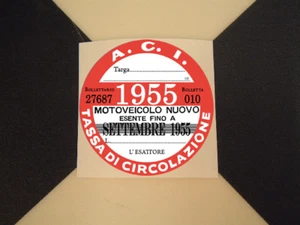 A. C. I.
Targa
BOLLETTARIO 1955 BOLLETTA
27687 010
MOTOVEICOLO NUOVO
ESENTE FINO A
SETTEMBRE 1955
L'ESATTORE
TASSA DI CIRCOLAZIONE